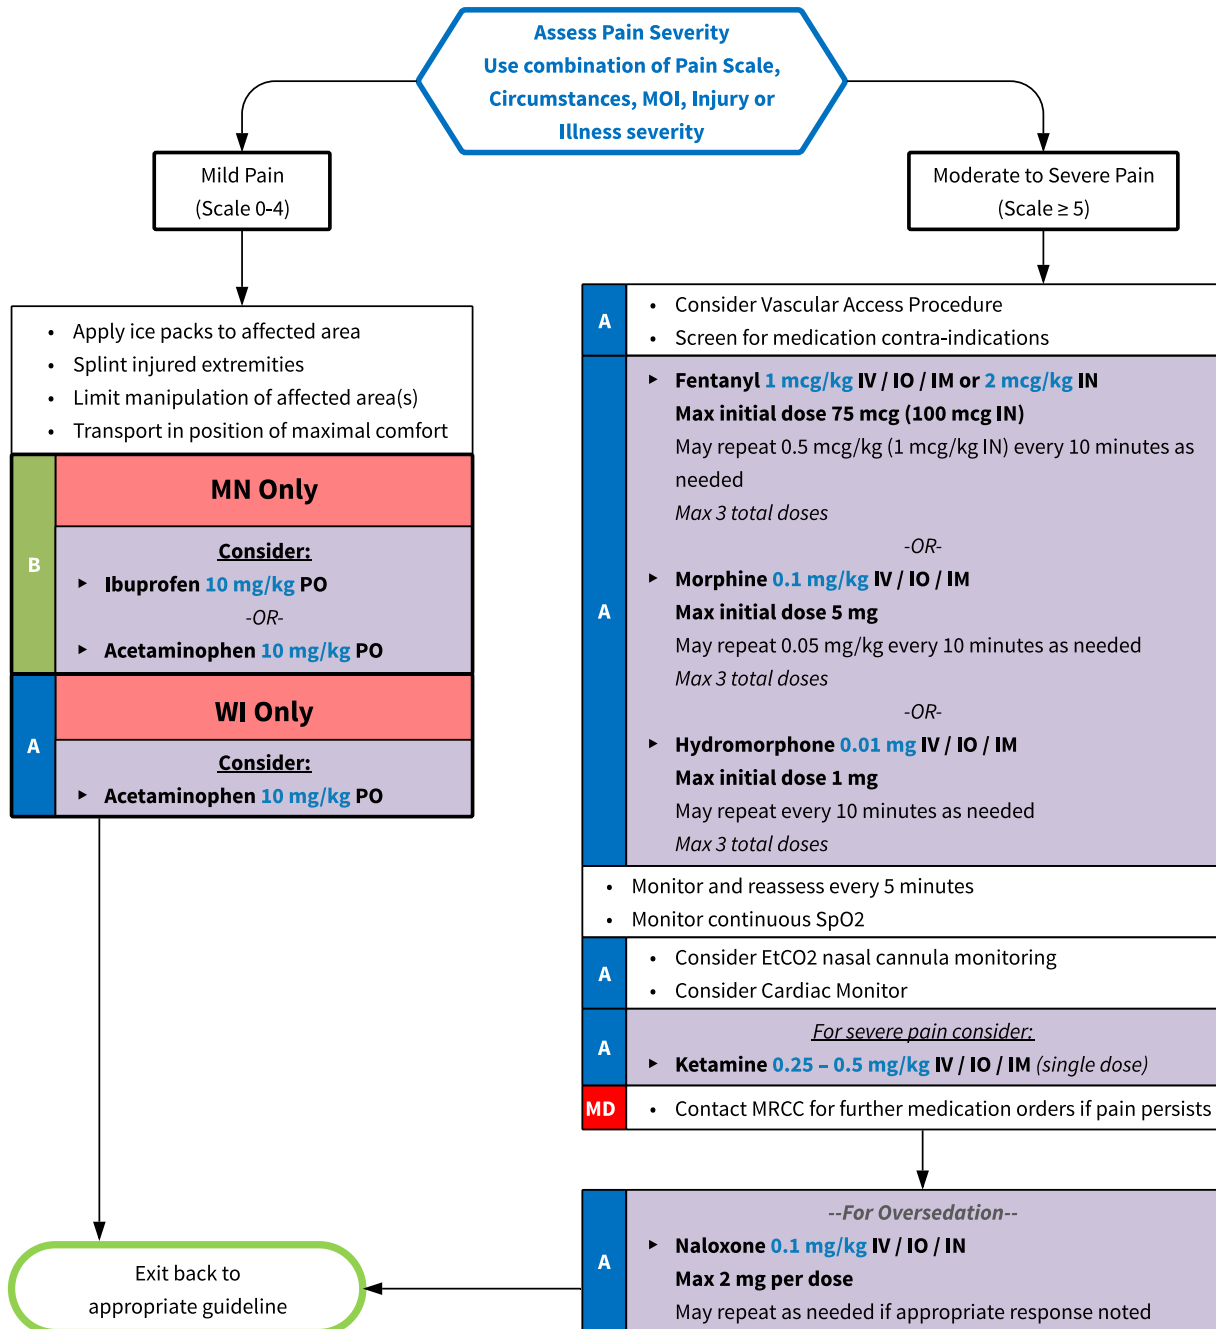 Assess Pain Severity
Use combination of Pain Scale,
Circumstances, MOI, Injury or
Illness severity
Mild Pain
(Scale 0-4)
• Apply ice packs to affected area
• Splint injured extremities
• Limit manipulation of affected area(s)
• Transport in position of maximal comfort
B
MN Only
Consider:
▸ Ibuprofen 10 mg/kg PO
-OR-
▸ Acetaminophen 10 mg/kg PO
A
WI Only
Consider:
▸ Acetaminophen 10 mg/kg PO
Moderate to Severe Pain
(Scale ≥ 5)
A
• Consider Vascular Access Procedure
• Screen for medication contra-indications
A
▸ Fentanyl 1 mcg/kg IV / IO / IM or 2 mcg/kg IN
Max initial dose 75 mcg (100 mcg IN)
May repeat 0.5 mcg/kg (1 mcg/kg IN) every 10 minutes as
needed
Max 3 total doses
-OR-
▸ Morphine 0.1 mg/kg IV / IO / IM
Max initial dose 5 mg
May repeat 0.05 mg/kg every 10 minutes as needed
Max 3 total doses
-OR-
▸ Hydromorphone 0.01 mg IV / IO / IM
Max initial dose 1 mg
May repeat every 10 minutes as needed
Max 3 total doses
• Monitor and reassess every 5 minutes
• Monitor continuous SpO2
A
• Consider EtCO2 nasal cannula monitoring
• Consider Cardiac Monitor
A
For severe pain consider:
▸ Ketamine 0.25 – 0.5 mg/kg IV / IO / IM (single dose)
MD
• Contact MRCC for further medication orders if pain persists
A
--For Oversedation--
▸ Naloxone 0.1 mg/kg IV / IO / IN
Max 2 mg per dose
May repeat as needed if appropriate response noted
Exit back to
appropriate guideline